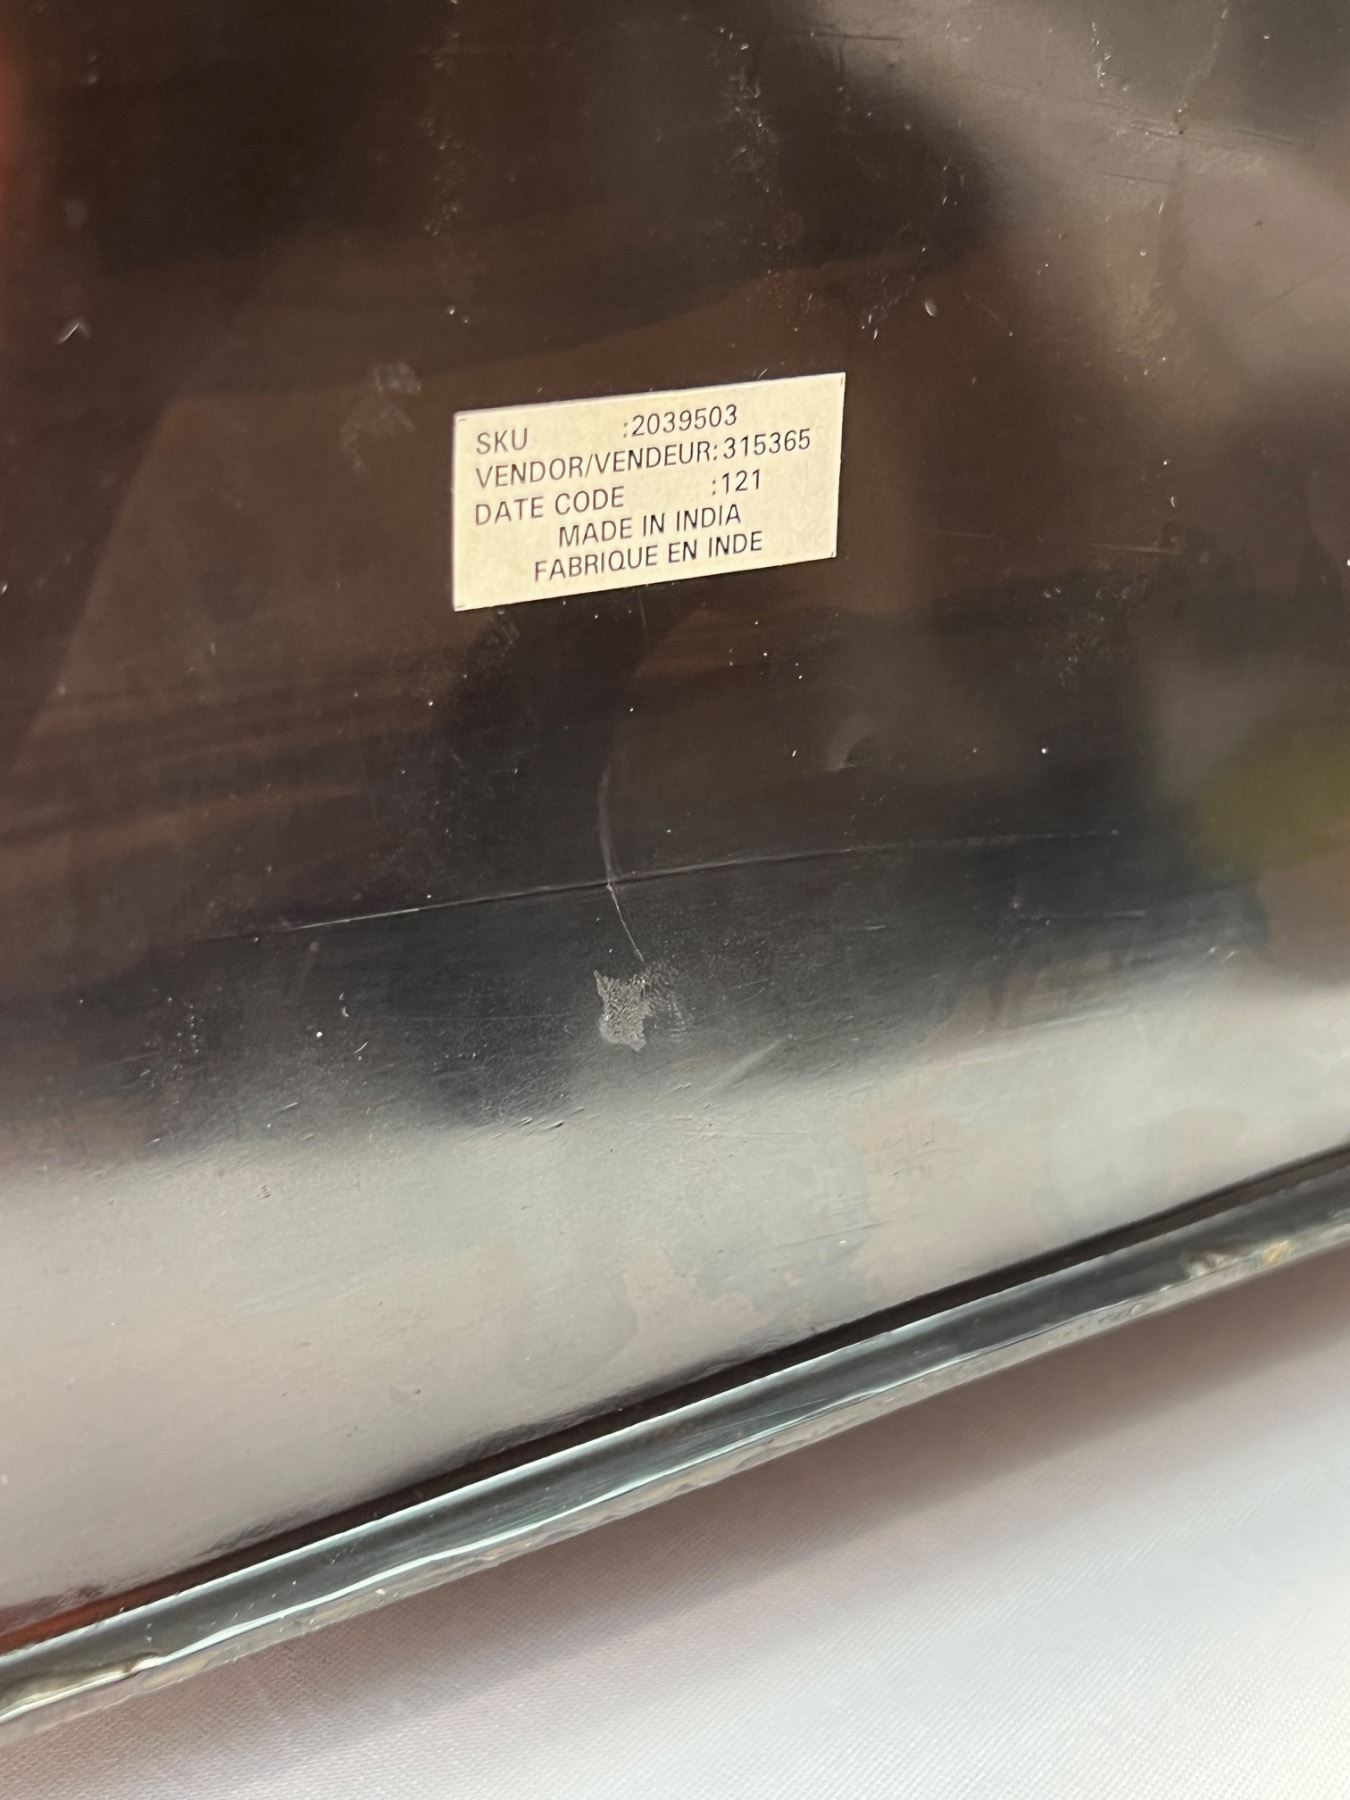 SKU :2039503
VENDOR/VENDEUR:315365
DATE CODE :121
MADE IN INDIA
FABRIQUE EN INDE